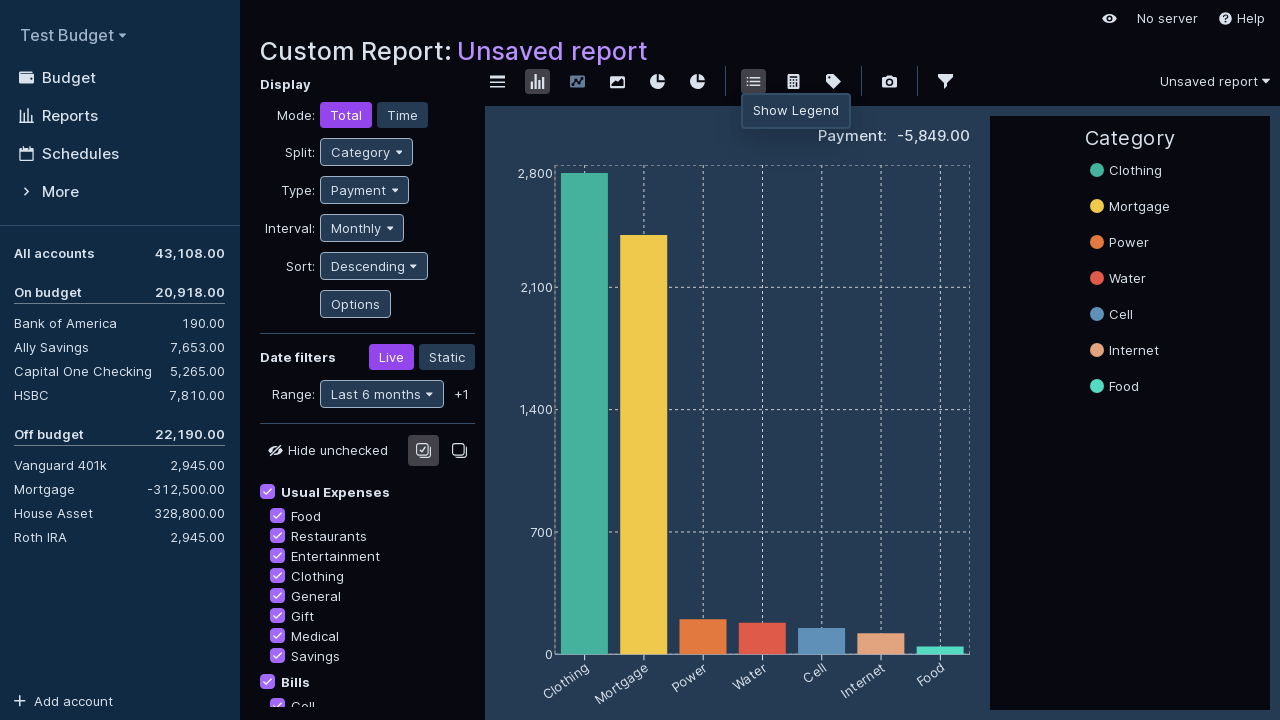 Test Budget
Budget
Reports
Schedules
More
All accounts 43,108.00
On budget 20,918.00
Bank of America 190.00
Ally Savings 7,653.00
Capital One Checking 5,265.00
HSBC 7,810.00
Off budget 22,190.00
Vanguard 401k 2,945.00
Mortgage -312,500.00
House Asset 328,800.00
Roth IRA 2,945.00
Add account
No server
Help
Custom Report: Unsaved report
Display
Mode: Total Time
Split: Category
Type: Payment
Interval: Monthly
Sort: Descending
Options
Date filters Live Static
Range: Last 6 months +1
Hide unchecked
Usual Expenses
Food
Restaurants
Entertainment
Clothing
General
Gift
Medical
Savings
Bills
Cell
Unsaved report
Show Legend
Payment: -5,849.00
2,800
2,100
1,400
700
0
Clothing
Mortgage
Power
Water
Cell
Internet
Food
Category
Clothing
Mortgage
Power
Water
Cell
Internet
Food